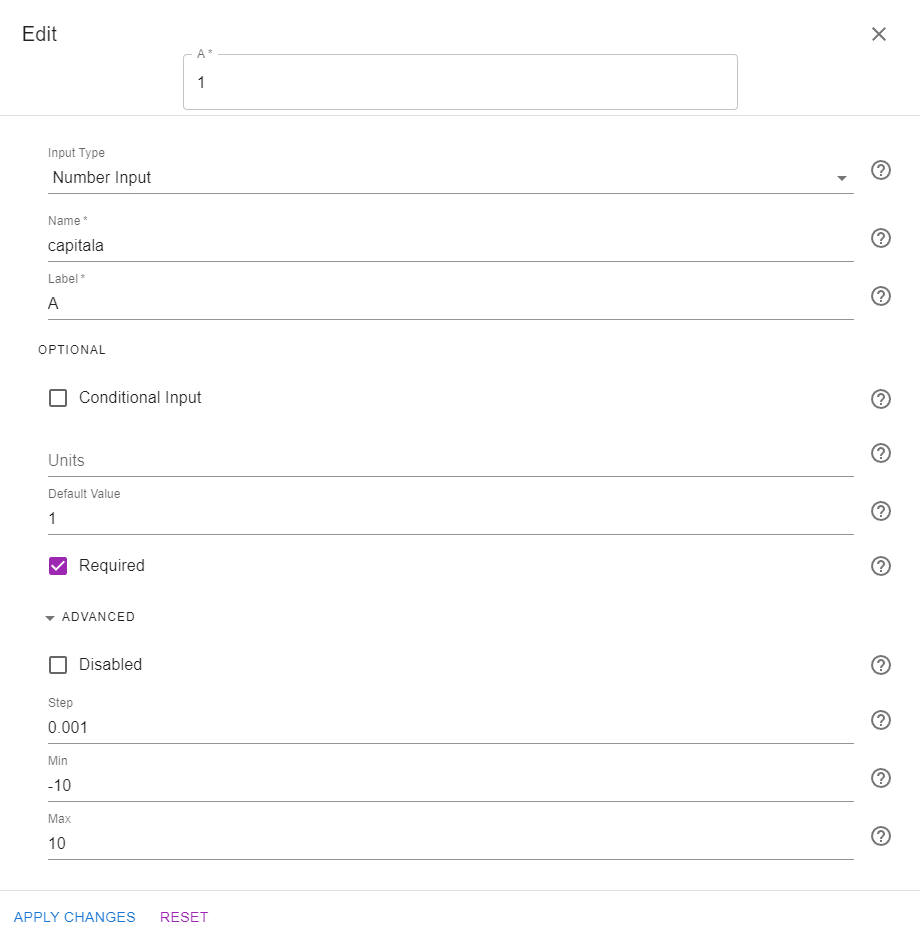 Edit
A *
1
Input Type
Number Input
Name *
capitala
Label *
A
OPTIONAL
Conditional Input
Units
Default Value
1
Required
ADVANCED
Disabled
Step
0.001
Min
-10
Max
10
APPLY CHANGES RESET